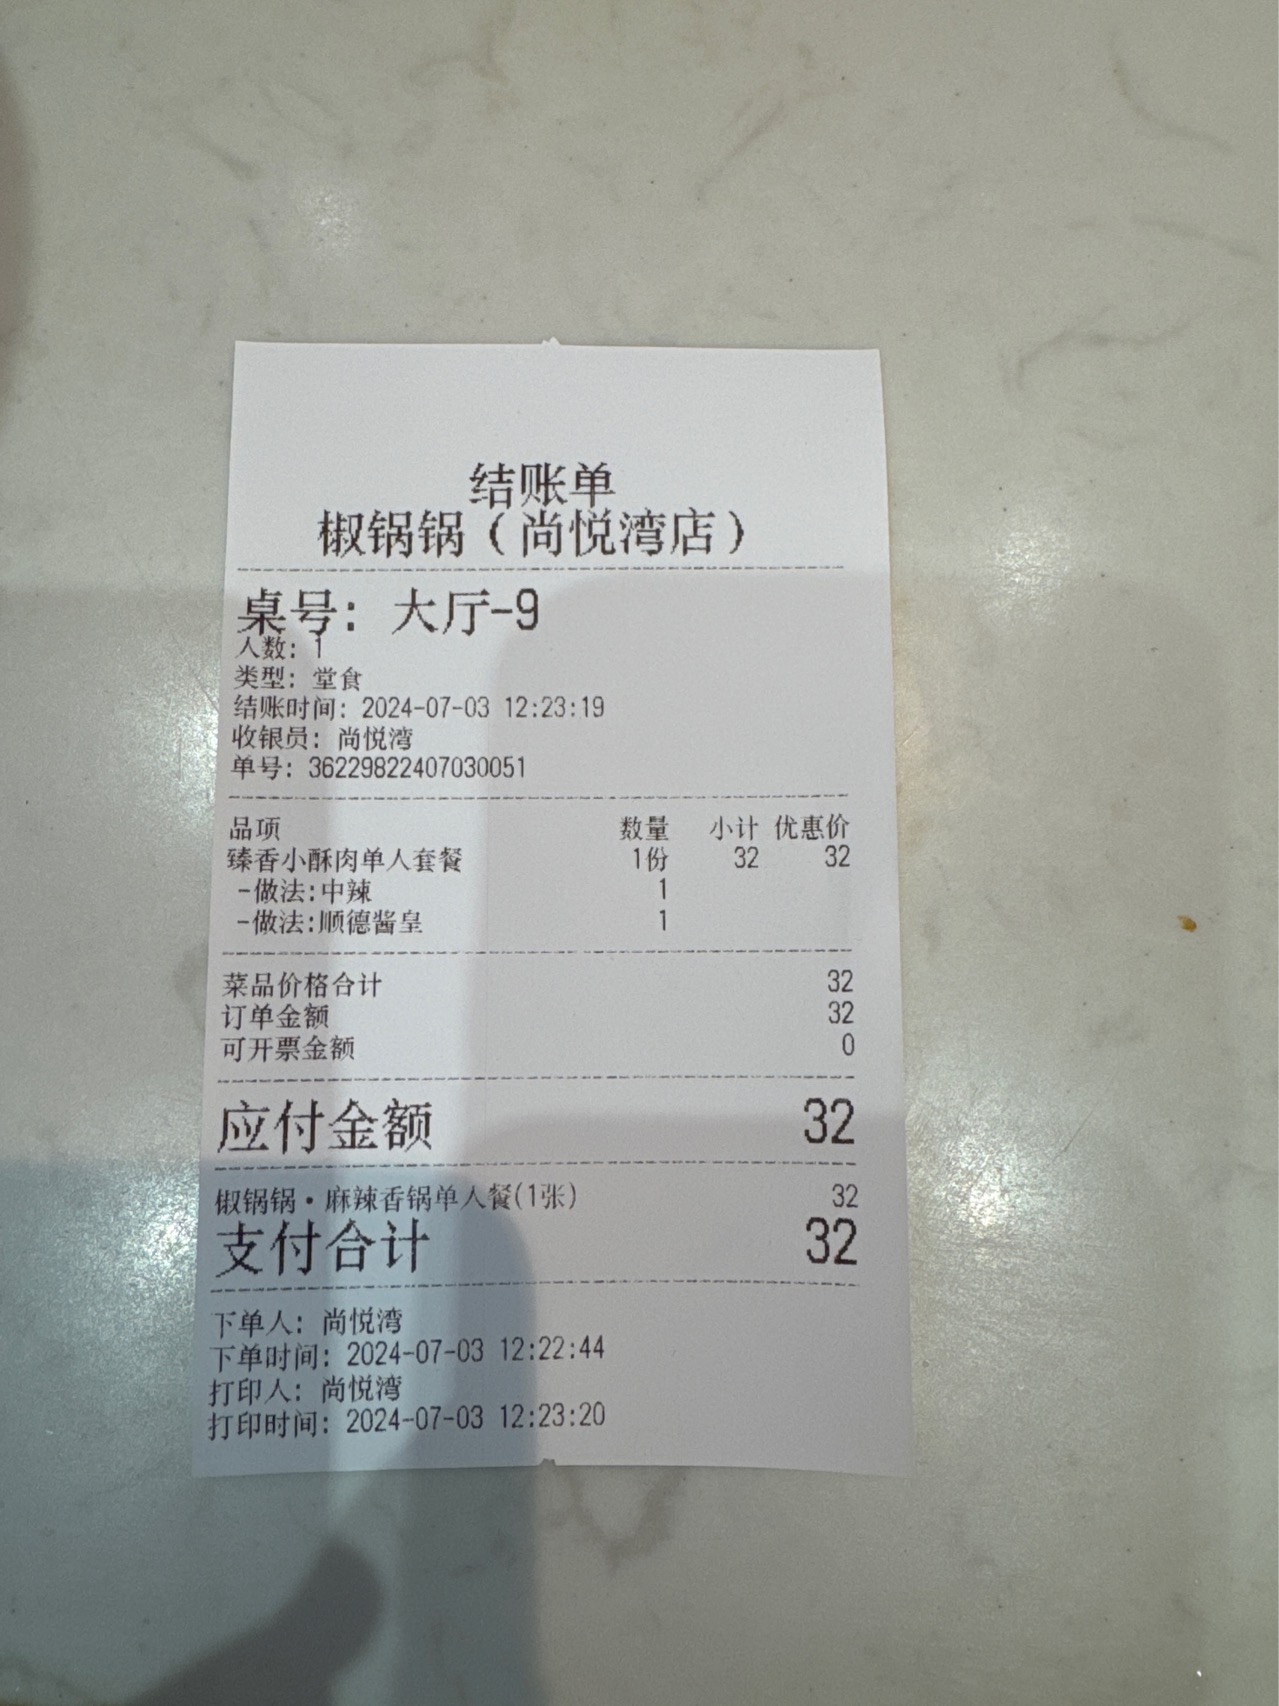 结账单
椒锅锅（尚悦湾店）
桌号：大厅-9
人数：1
类型：堂食
结账时间：2024-07-03 12:23:19
收银员：尚悦湾
单号：36229822407030051
品项 数量 小计 优惠价
臻香小酥肉单人套餐 1份 32 32
-做法:中辣 1
-做法:顺德酱皇 1
菜品价格合计 32
订单金额 32
可开票金额 0
应付金额 32
椒锅锅·麻辣香锅单人餐(1张) 32
支付合计 32
下单人：尚悦湾
下单时间：2024-07-03 12:22:44
打印人：尚悦湾
打印时间：2024-07-03 12:23:20